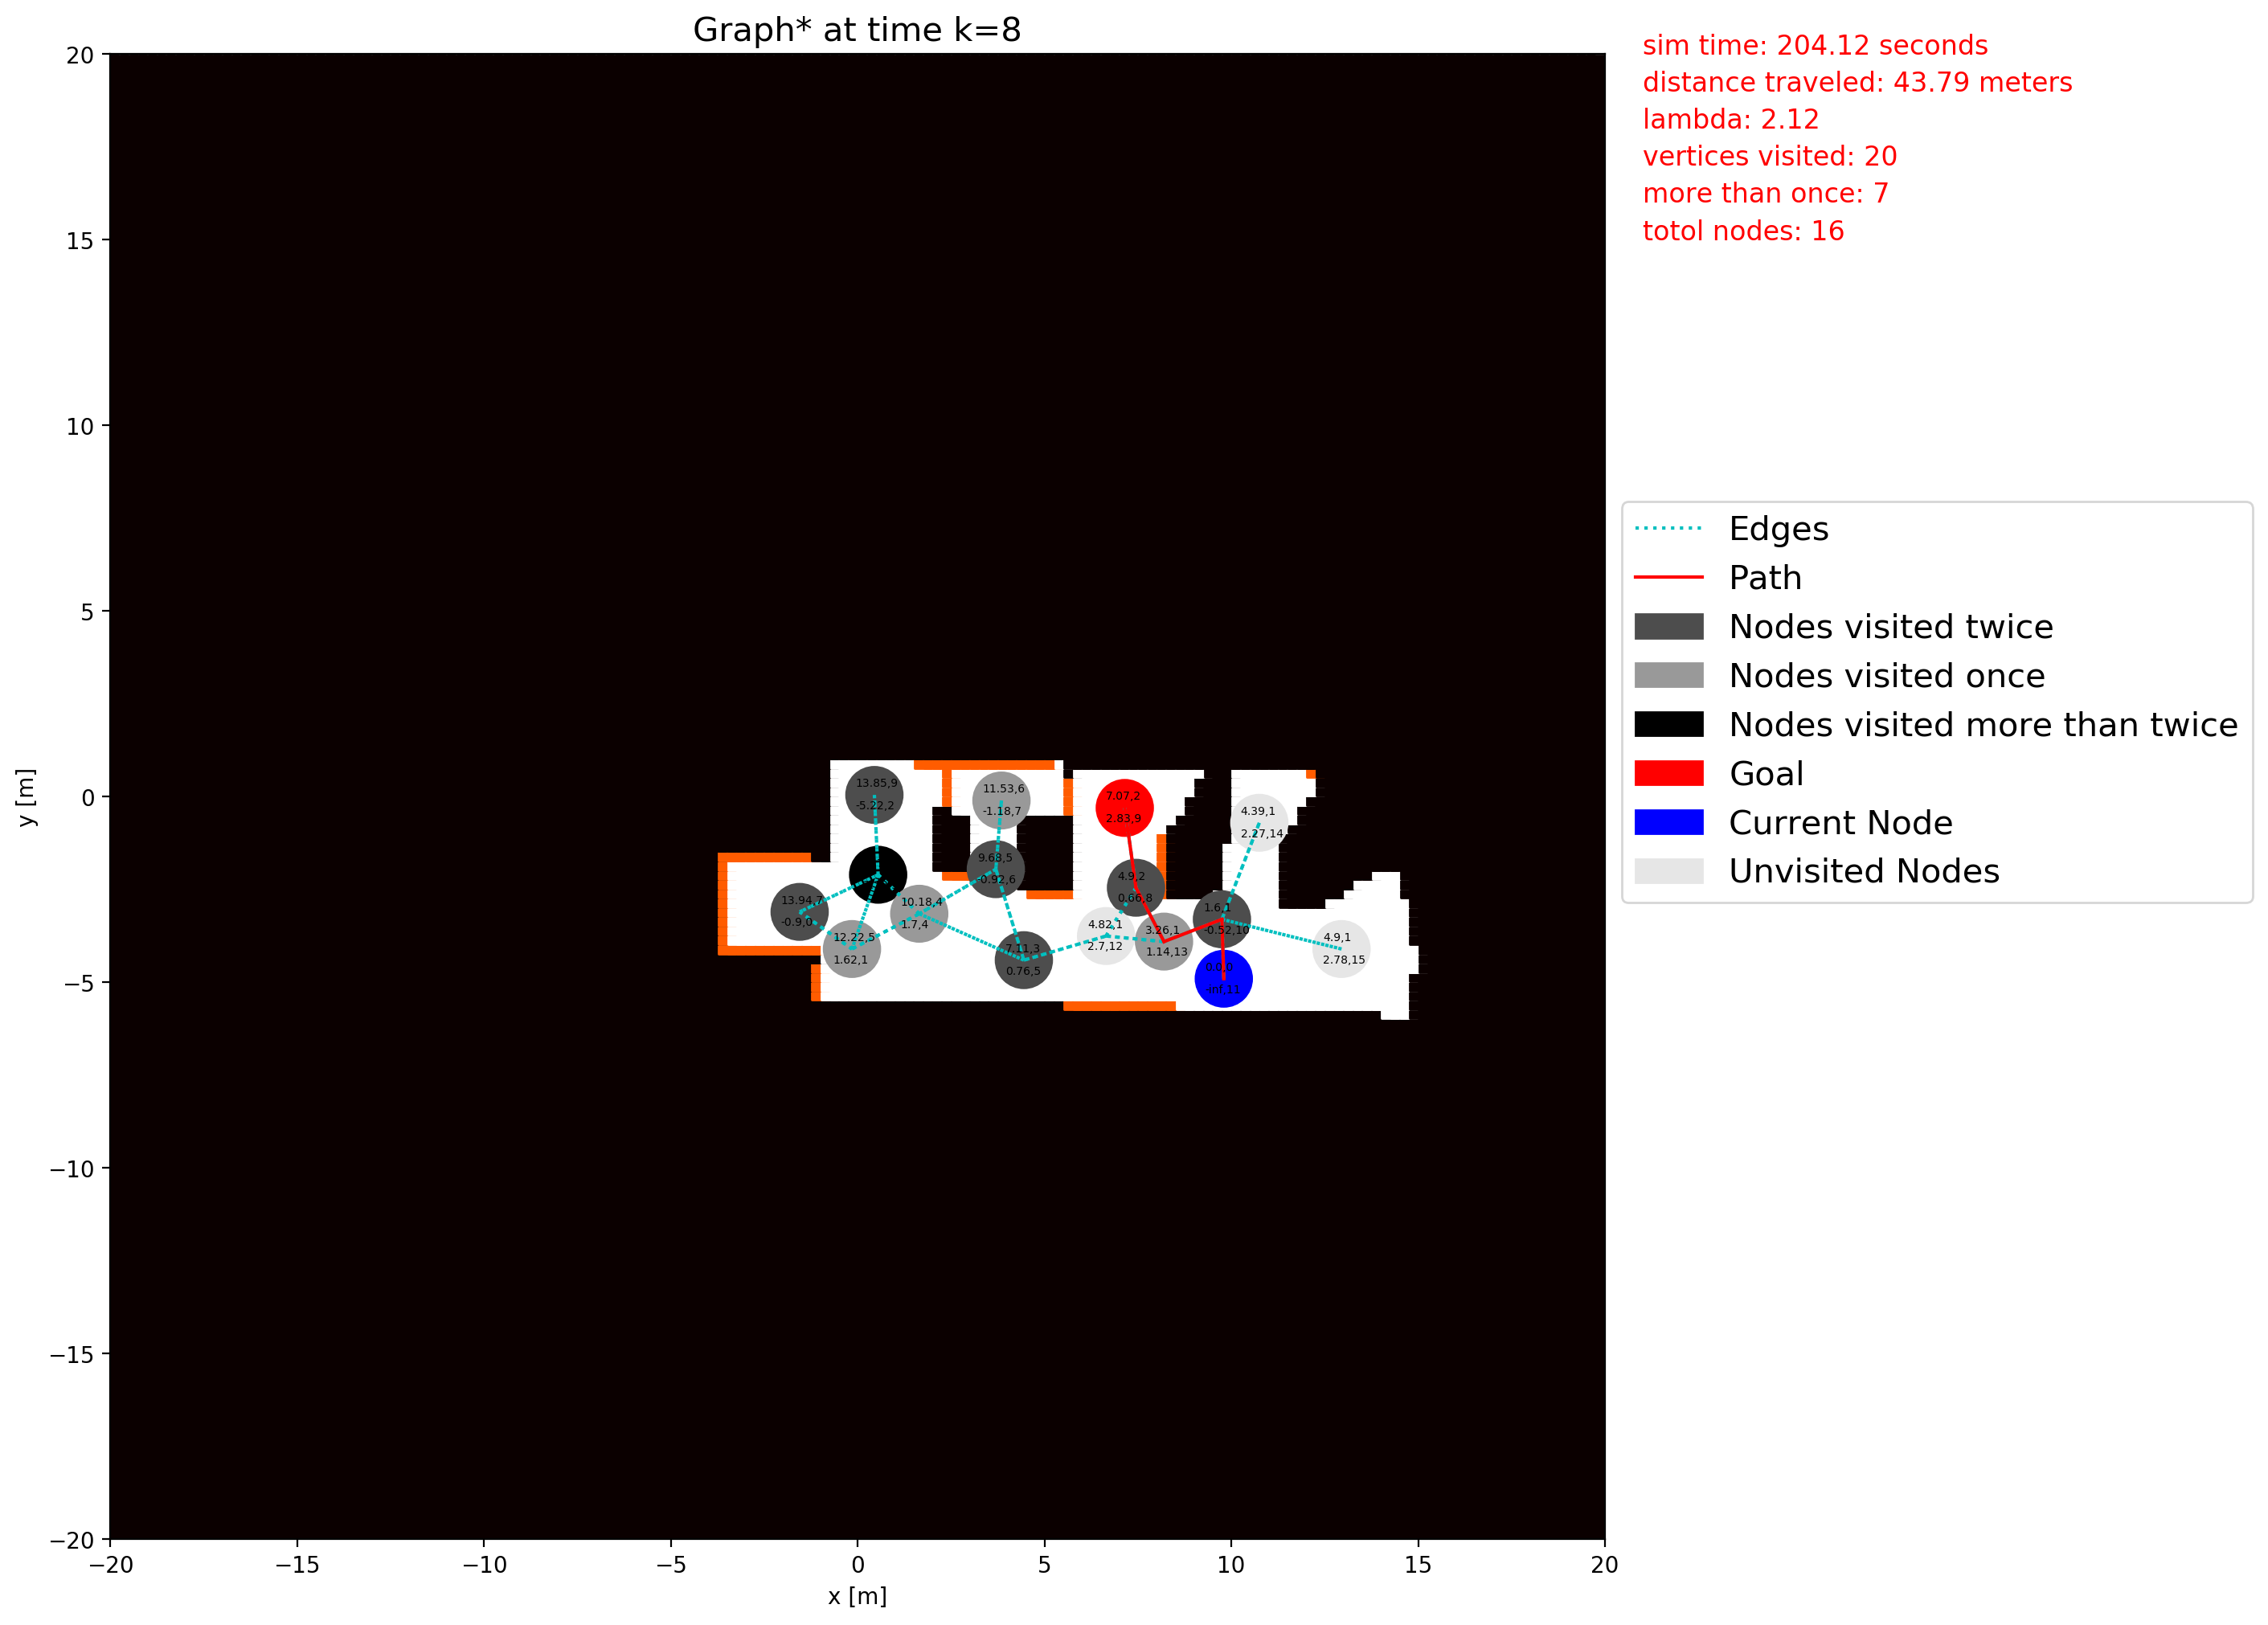 Graph* at time k=8
sim time: 204.12 seconds
distance traveled: 43.79 meters
lambda: 2.12
vertices visited: 20
more than once: 7
totol nodes: 16
20
15
10
5
0
−5
−10
−15
−20
y [m]
13.85,9
-5.22,2
11.53,6
-1.18,7
7.07,2
2.83,9
4.39,1
2.27,14
9.68,5
-0.92,6
4.9,2
0.66,8
13.94,7
-0.9,0
10.18,4
1.7,4
1.6,1
-0.52,10
12.22,5
1.62,1
4.82,1
2.7,12
3.26,1
1.14,13
4.9,1
2.78,15
7.11,3
0.76,5
0.0,0
-inf,11
−20
−15
−10
−5
0
5
10
15
20
x [m]
Edges
Path
Nodes visited twice
Nodes visited once
Nodes visited more than twice
Goal
Current Node
Unvisited Nodes